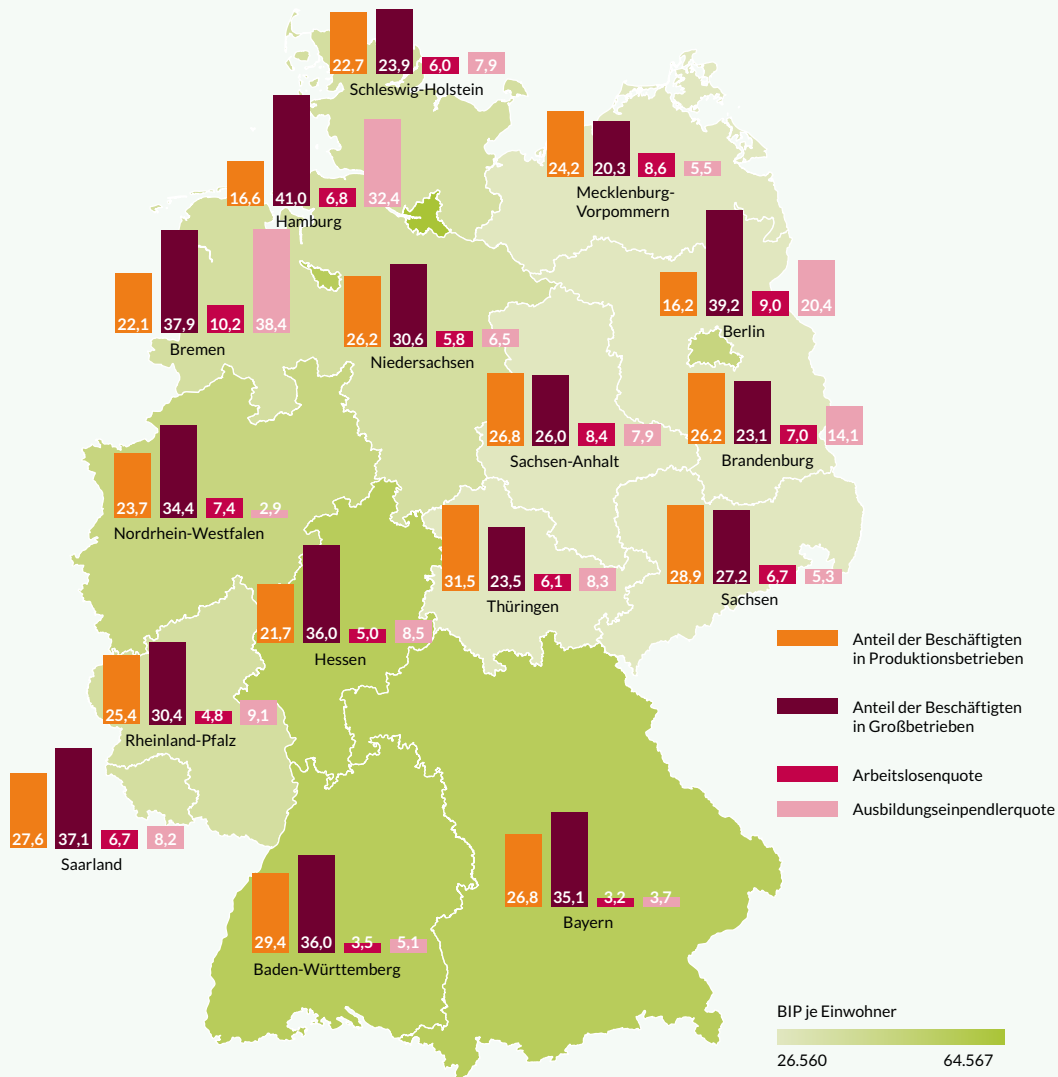 22,7 23,9 6,0 7,9
Schleswig-Holstein
24,2 20,3 8,6 5,5
Mecklenburg-
Vorpommern
16,6 41,0 6,8 32,4
Hamburg
16,2 39,2 9,0 20,4
Berlin
22,1 37,9 10,2 38,4
Bremen
26,2 30,6 5,8 6,5
Niedersachsen
26,8 26,0 8,4 7,9
Sachsen-Anhalt
26,2 23,1 7,0 14,1
Brandenburg
23,7 34,4 7,4 2,9
Nordrhein-Westfalen
31,5 23,5 6,1 8,3
Thüringen
28,9 27,2 6,7 5,3
Sachsen
21,7 36,0 5,0 8,5
Hessen
25,4 30,4 4,8 9,1
Rheinland-Pfalz
27,6 37,1 6,7 8,2
Saarland
26,8 35,1 3,2 3,7
Bayern
29,4 36,0 3,5 5,1
Baden-Württemberg
Anteil der Beschäftigten
in Produktionsbetrieben
Anteil der Beschäftigten
in Großbetrieben
Arbeitslosenquote
Ausbildungseinpendlerquote
BIP je Einwohner
26.560 64.567